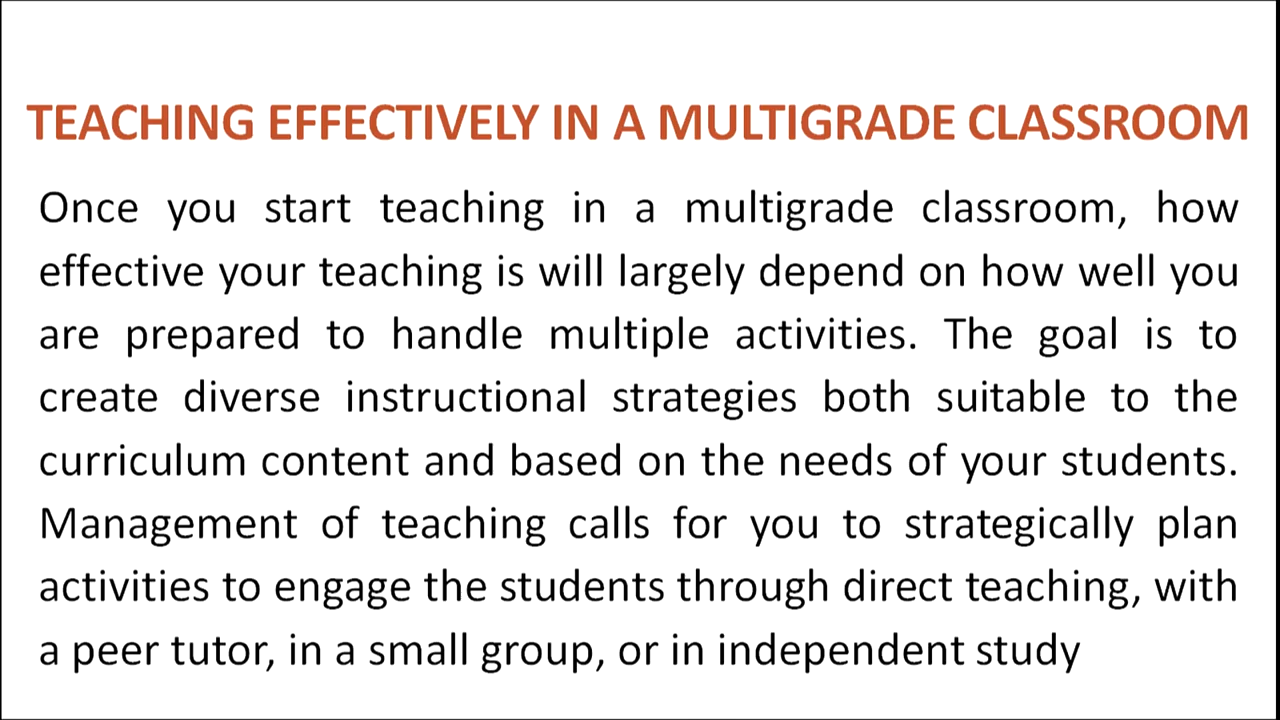 TEACHING EFFECTIVELY IN A MULTIGRADE CLASSROOM
Once you start teaching in a multigrade classroom, how
effective your teaching is will largely depend on how well you
are prepared to handle multiple activities. The goal is to
create diverse instructional strategies both suitable to the
curriculum content and based on the needs of your students.
Management of teaching calls for you to strategically plan
activities to engage the students through direct teaching, with
a peer tutor, in a small group, or in independent study